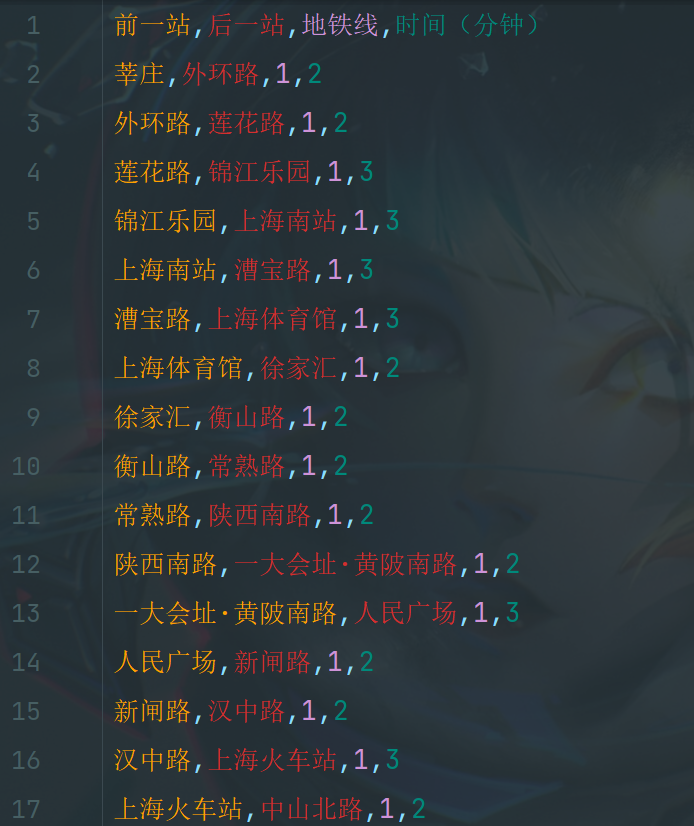 1 前一站,后一站,地铁线,时间（分钟）
2 莘庄,外环路,1,2
3 外环路,莲花路,1,2
4 莲花路,锦江乐园,1,3
5 锦江乐园,上海南站,1,3
6 上海南站,漕宝路,1,3
7 漕宝路,上海体育馆,1,3
8 上海体育馆,徐家汇,1,2
9 徐家汇,衡山路,1,2
10 衡山路,常熟路,1,2
11 常熟路,陕西南路,1,2
12 陕西南路,一大会址·黄陂南路,1,2
13 一大会址·黄陂南路,人民广场,1,3
14 人民广场,新闸路,1,2
15 新闸路,汉中路,1,2
16 汉中路,上海火车站,1,3
17 上海火车站,中山北路,1,2